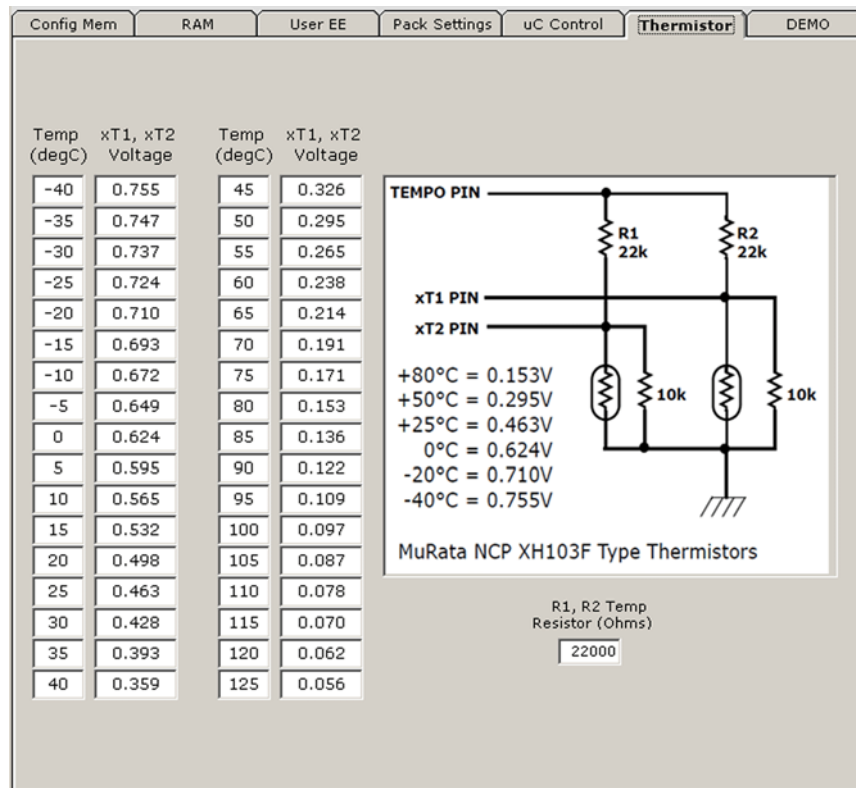 Config Mem RAM User EE Pack Settings uC Control Thermistor DEMO
Temp xT1, xT2 Temp xT1, xT2
(degC) Voltage (degC) Voltage
-40 0.755 45 0.326
-35 0.747 50 0.295
-30 0.737 55 0.265
-25 0.724 60 0.238
-20 0.710 65 0.214
-15 0.693 70 0.191
-10 0.672 75 0.171
-5 0.649 80 0.153
0 0.624 85 0.136
5 0.595 90 0.122
10 0.565 95 0.109
15 0.532 100 0.097
20 0.498 105 0.087
25 0.463 110 0.078
30 0.428 115 0.070
35 0.393 120 0.062
40 0.359 125 0.056
TEMPO PIN
R1 R2
22k 22k
xT1 PIN
xT2 PIN
10k 10k
+80°C = 0.153V
+50°C = 0.295V
+25°C = 0.463V
0°C = 0.624V
-20°C = 0.710V
-40°C = 0.755V
MuRata NCP XH103F Type Thermistors
R1, R2 Temp
Resistor (Ohms)
22000